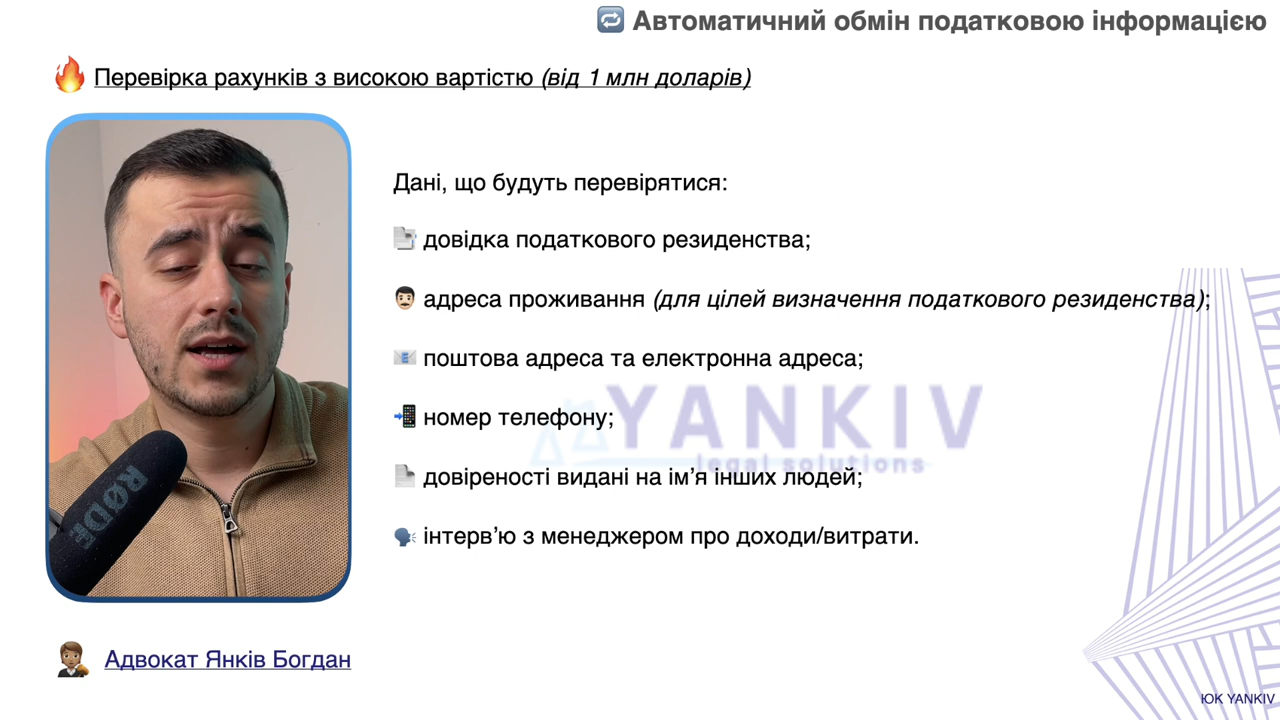 Автоматичний обмін податковою інформацією
Перевірка рахунків з високою вартістю (від 1 млн доларів)
Дані, що будуть перевірятися:
довідка податкового резиденства;
адреса проживання (для цілей визначення податкового резиденства);
поштова адреса та електронна адреса;
номер телефону;
довіреності видані на ім’я інших людей;
інтерв’ю з менеджером про доходи/витрати.
YANKIV
legal solutions
RØDE
Адвокат Янків Богдан
ЮК YANKIV